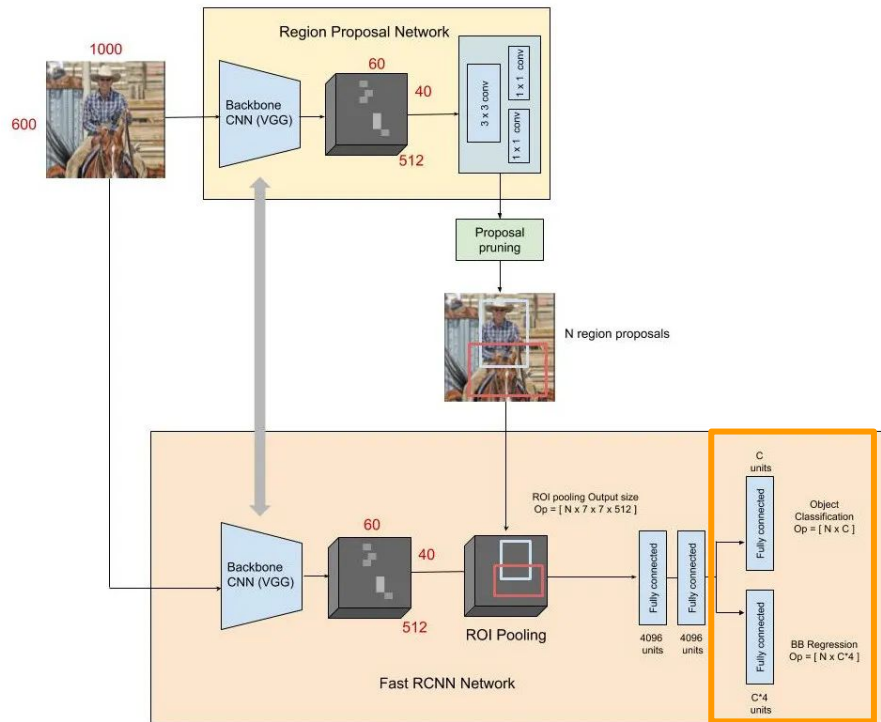 Region Proposal Network
1000
600
Backbone
CNN (VGG)
60
40
512
3 x 3 conv
1 x 1 conv
1 x 1 conv
Proposal
pruning
N region proposals
ROI pooling Output size
Op = [ N x 7 x 7 x 512 ]
Backbone
CNN (VGG)
60
40
512
ROI Pooling
Fully connected
4096
units
Fully connected
4096
units
C
units
Fully connected
Object
Classification
Op = [ N x C ]
Fully connected
C*4
units
BB Regression
Op = [ N x C*4 ]
Fast RCNN Network